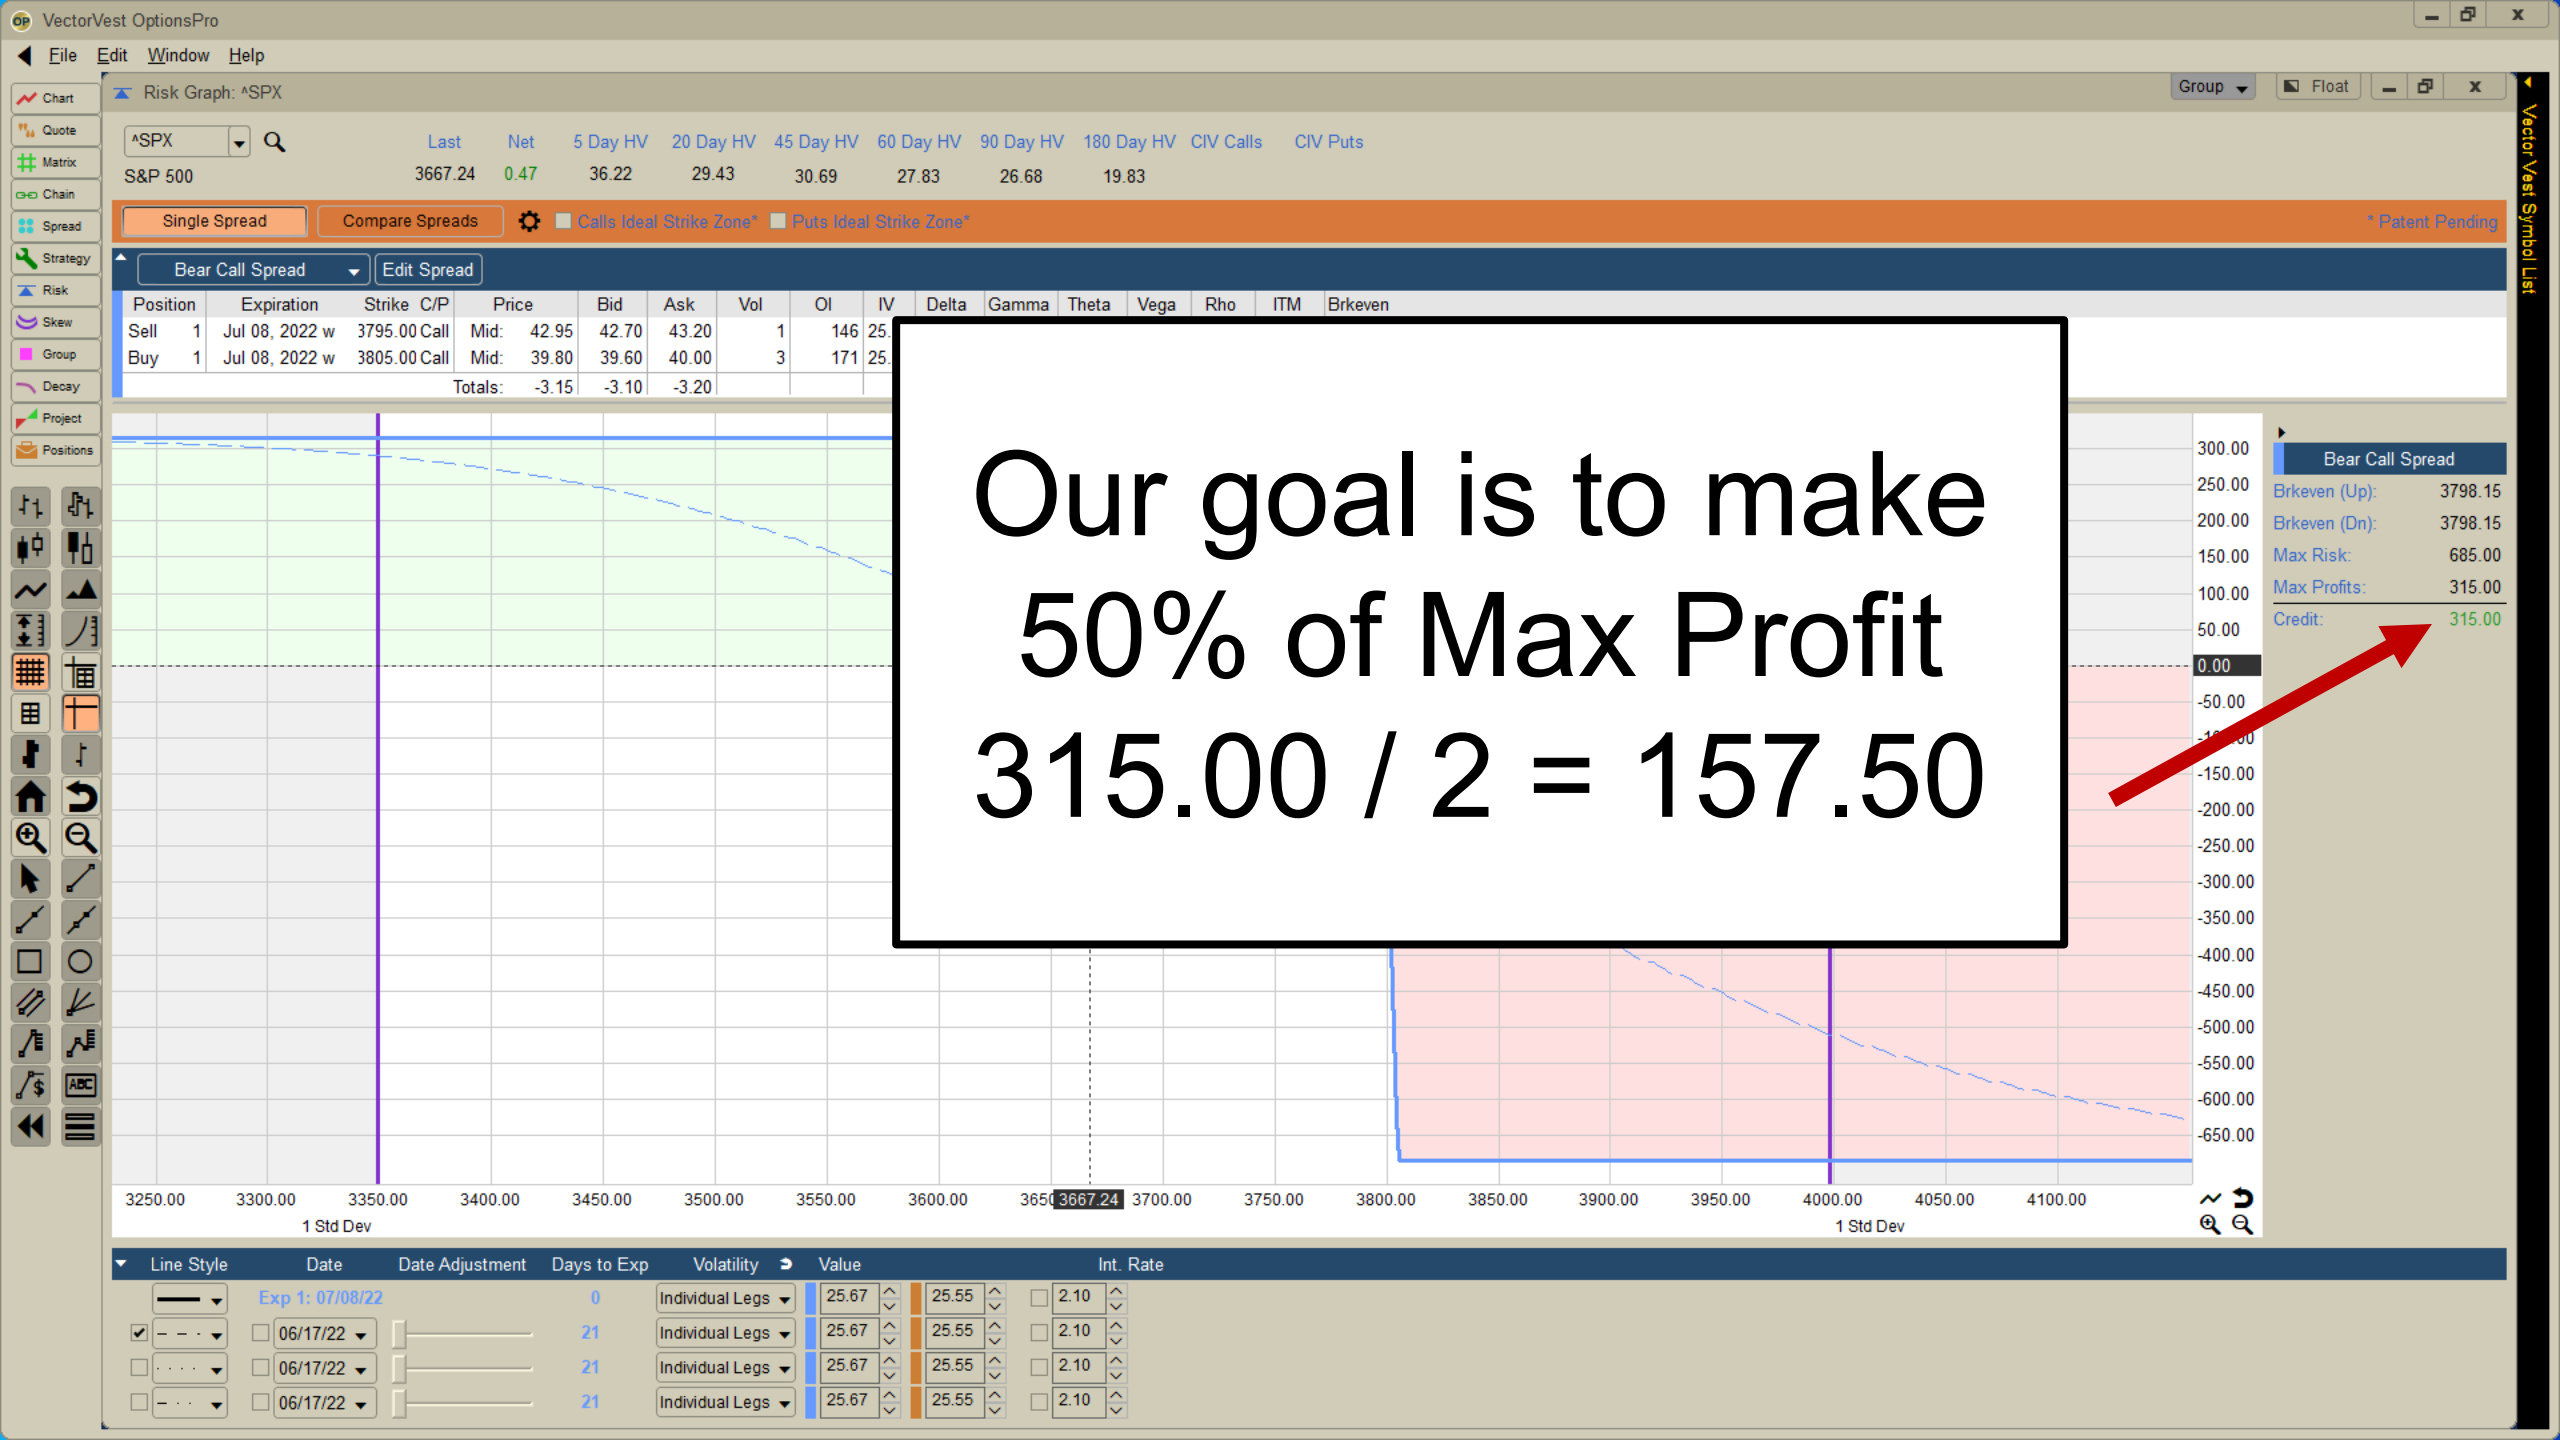 VectorVest OptionsPro
File Edit Window Help
Risk Graph: ^SPX
Group Float
Chart
Quote
Matrix
Chain
Spread
Strategy
Risk
Skew
Group
Decay
Project
Positions
^SPX Last Net 5 Day HV 20 Day HV 45 Day HV 60 Day HV 90 Day HV 180 Day HV CIV Calls CIV Puts
S&P 500 3667.24 0.47 36.22 29.43 30.69 27.83 26.68 19.83
Single Spread Compare Spreads Calls Ideal Strike Zone* Puts Ideal Strike Zone* * Patent Pending
Bear Call Spread Edit Spread
Position Expiration Strike C/P Price Bid Ask Vol OI IV Delta Gamma Theta Vega Rho ITM Brkeven
Sell 1 Jul 08, 2022 w 3795.00 Call Mid: 42.95 42.70 43.20 1 146 25.
Buy 1 Jul 08, 2022 w 3805.00 Call Mid: 39.80 39.60 40.00 3 171 25.
Totals: -3.15 -3.10 -3.20
Our goal is to make
50% of Max Profit
315.00 / 2 = 157.50
300.00
250.00
200.00
150.00
100.00
50.00
0.00
-50.00
-150.00
-200.00
-250.00
-300.00
-350.00
-400.00
-450.00
-500.00
-550.00
-600.00
-650.00
Bear Call Spread
Brkeven (Up): 3798.15
Brkeven (Dn): 3798.15
Max Risk: 685.00
Max Profits: 315.00
Credit: 315.00
VectorVest Symbol List
3250.00 3300.00 3350.00 3400.00 3450.00 3500.00 3550.00 3600.00 3650 3667.24 3700.00 3750.00 3800.00 3850.00 3900.00 3950.00 4000.00 4050.00 4100.00
1 Std Dev 1 Std Dev
ABC
Line Style Date Date Adjustment Days to Exp Volatility Value Int. Rate
Exp 1: 07/08/22 0 Individual Legs 25.67 25.55 2.10
06/17/22 21 Individual Legs 25.67 25.55 2.10
06/17/22 21 Individual Legs 25.67 25.55 2.10
06/17/22 21 Individual Legs 25.67 25.55 2.10